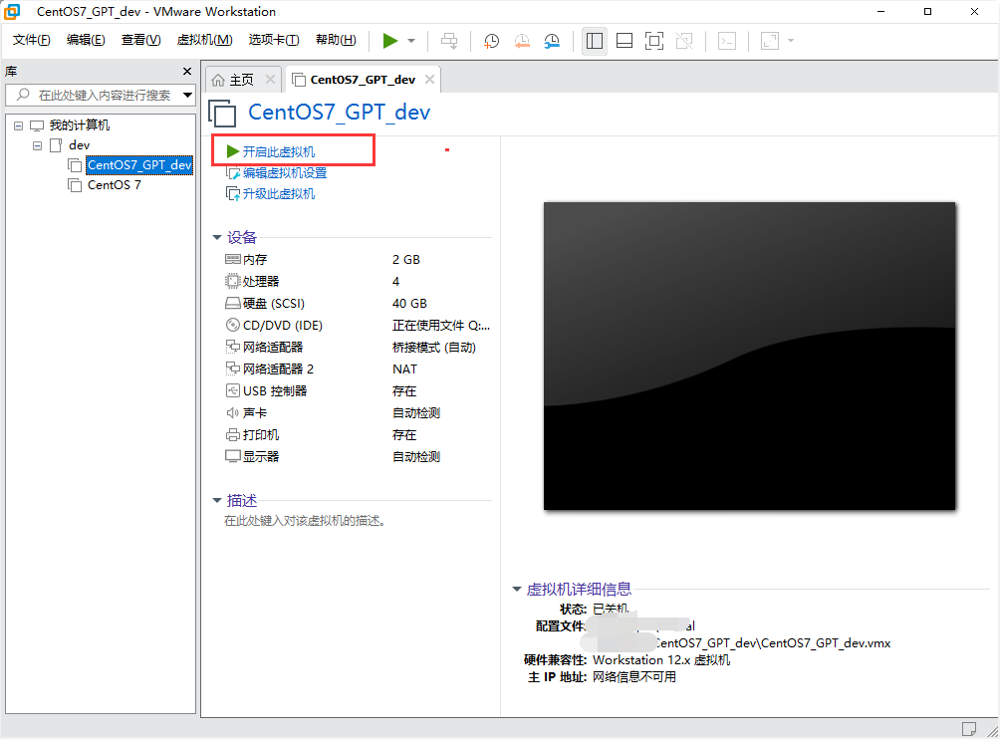 CentOS7_GPT_dev - VMware Workstation
文件(F) 编辑(E) 查看(V) 虚拟机(M) 选项卡(T) 帮助(H)
库
在此处键入内容进行搜索
我的计算机
dev
CentOS7_GPT_dev
CentOS 7
主页 CentOS7_GPT_dev
CentOS7_GPT_dev
开启此虚拟机
编辑虚拟机设置
升级此虚拟机
设备
内存 2 GB
处理器 4
硬盘 (SCSI) 40 GB
CD/DVD (IDE) 正在使用文件 Q:...
网络适配器 桥接模式 (自动)
网络适配器 2 NAT
USB 控制器 存在
声卡 自动检测
打印机 存在
显示器 自动检测
描述
在此处键入对该虚拟机的描述。
虚拟机详细信息
状态: 已关机
配置文件:
CentOS7_GPT_dev\CentOS7_GPT_dev.vmx
硬件兼容性: Workstation 12.x 虚拟机
主 IP 地址: 网络信息不可用